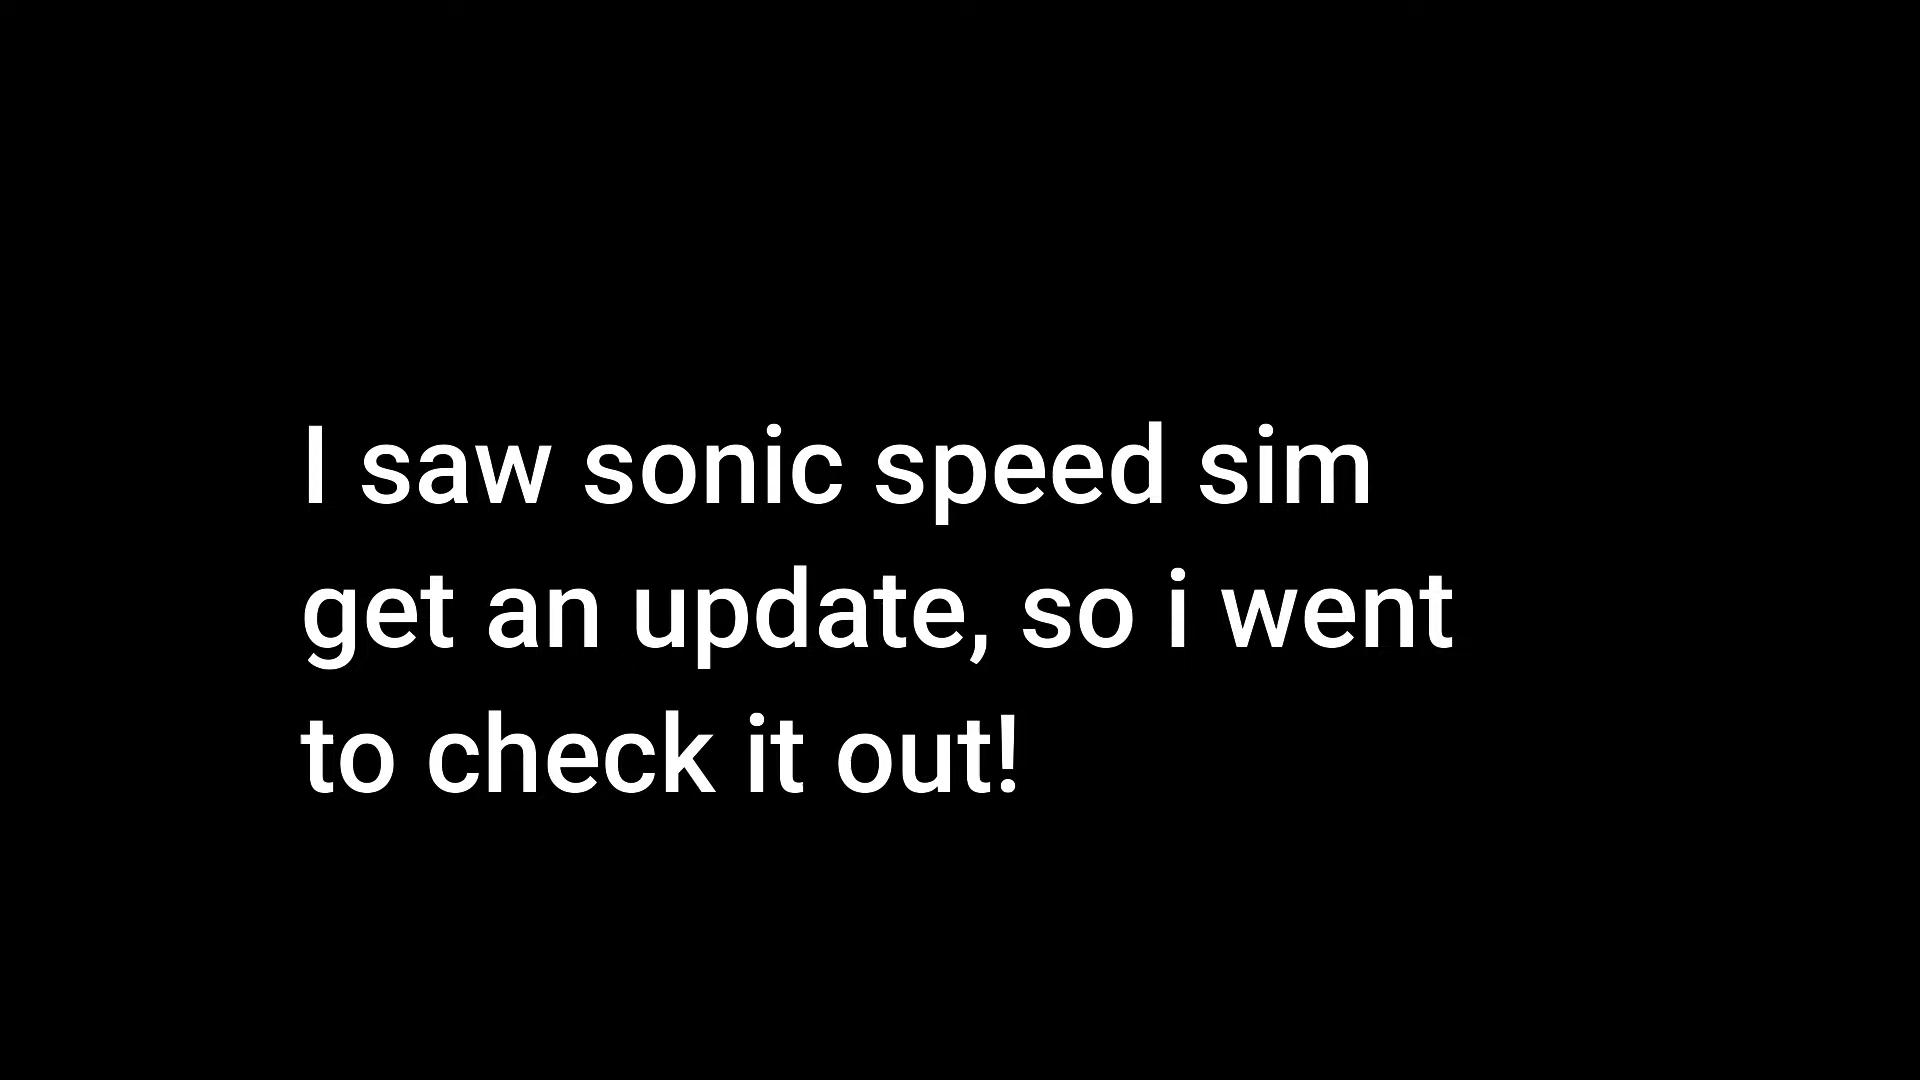 I saw sonic speed sim
get an update, so i went
to check it out!